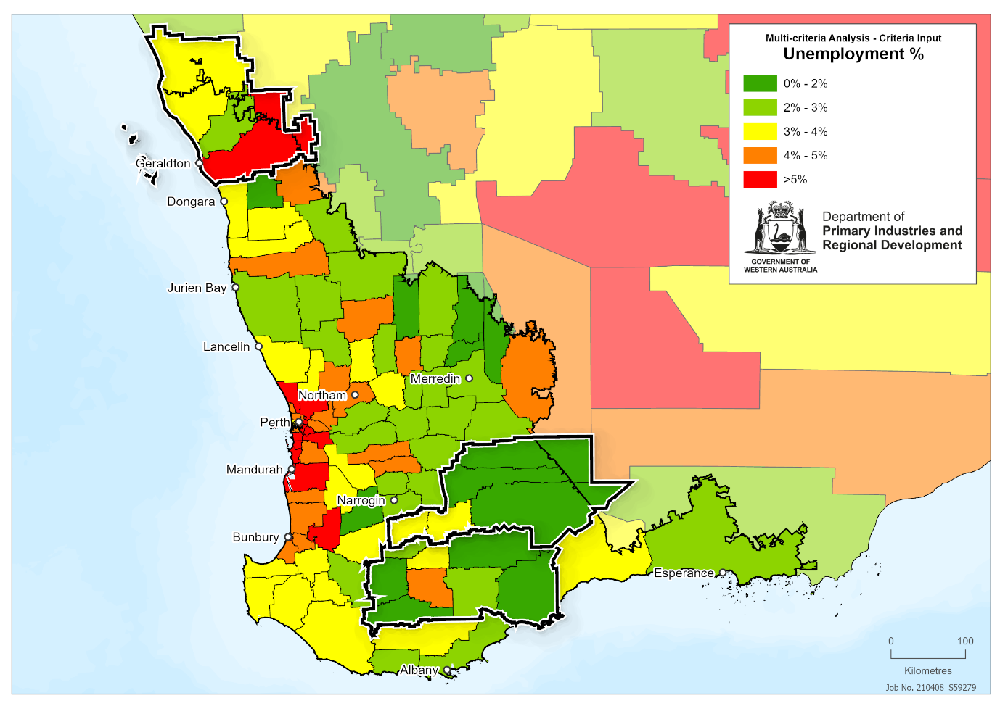 Multi-criteria Analysis - Criteria Input
Unemployment %
0% - 2%
2% - 3%
3% - 4%
4% - 5%
>5%
GOVERNMENT OF
WESTERN AUSTRALIA
Department of
Primary Industries and
Regional Development
Geraldton
Dongara
Jurien Bay
Lancelin
Merredin
Northam
Perth
Mandurah
Narrogin
Bunbury
Esperance
Albany
0 100
Kilometres
Job No. 210408_S59279